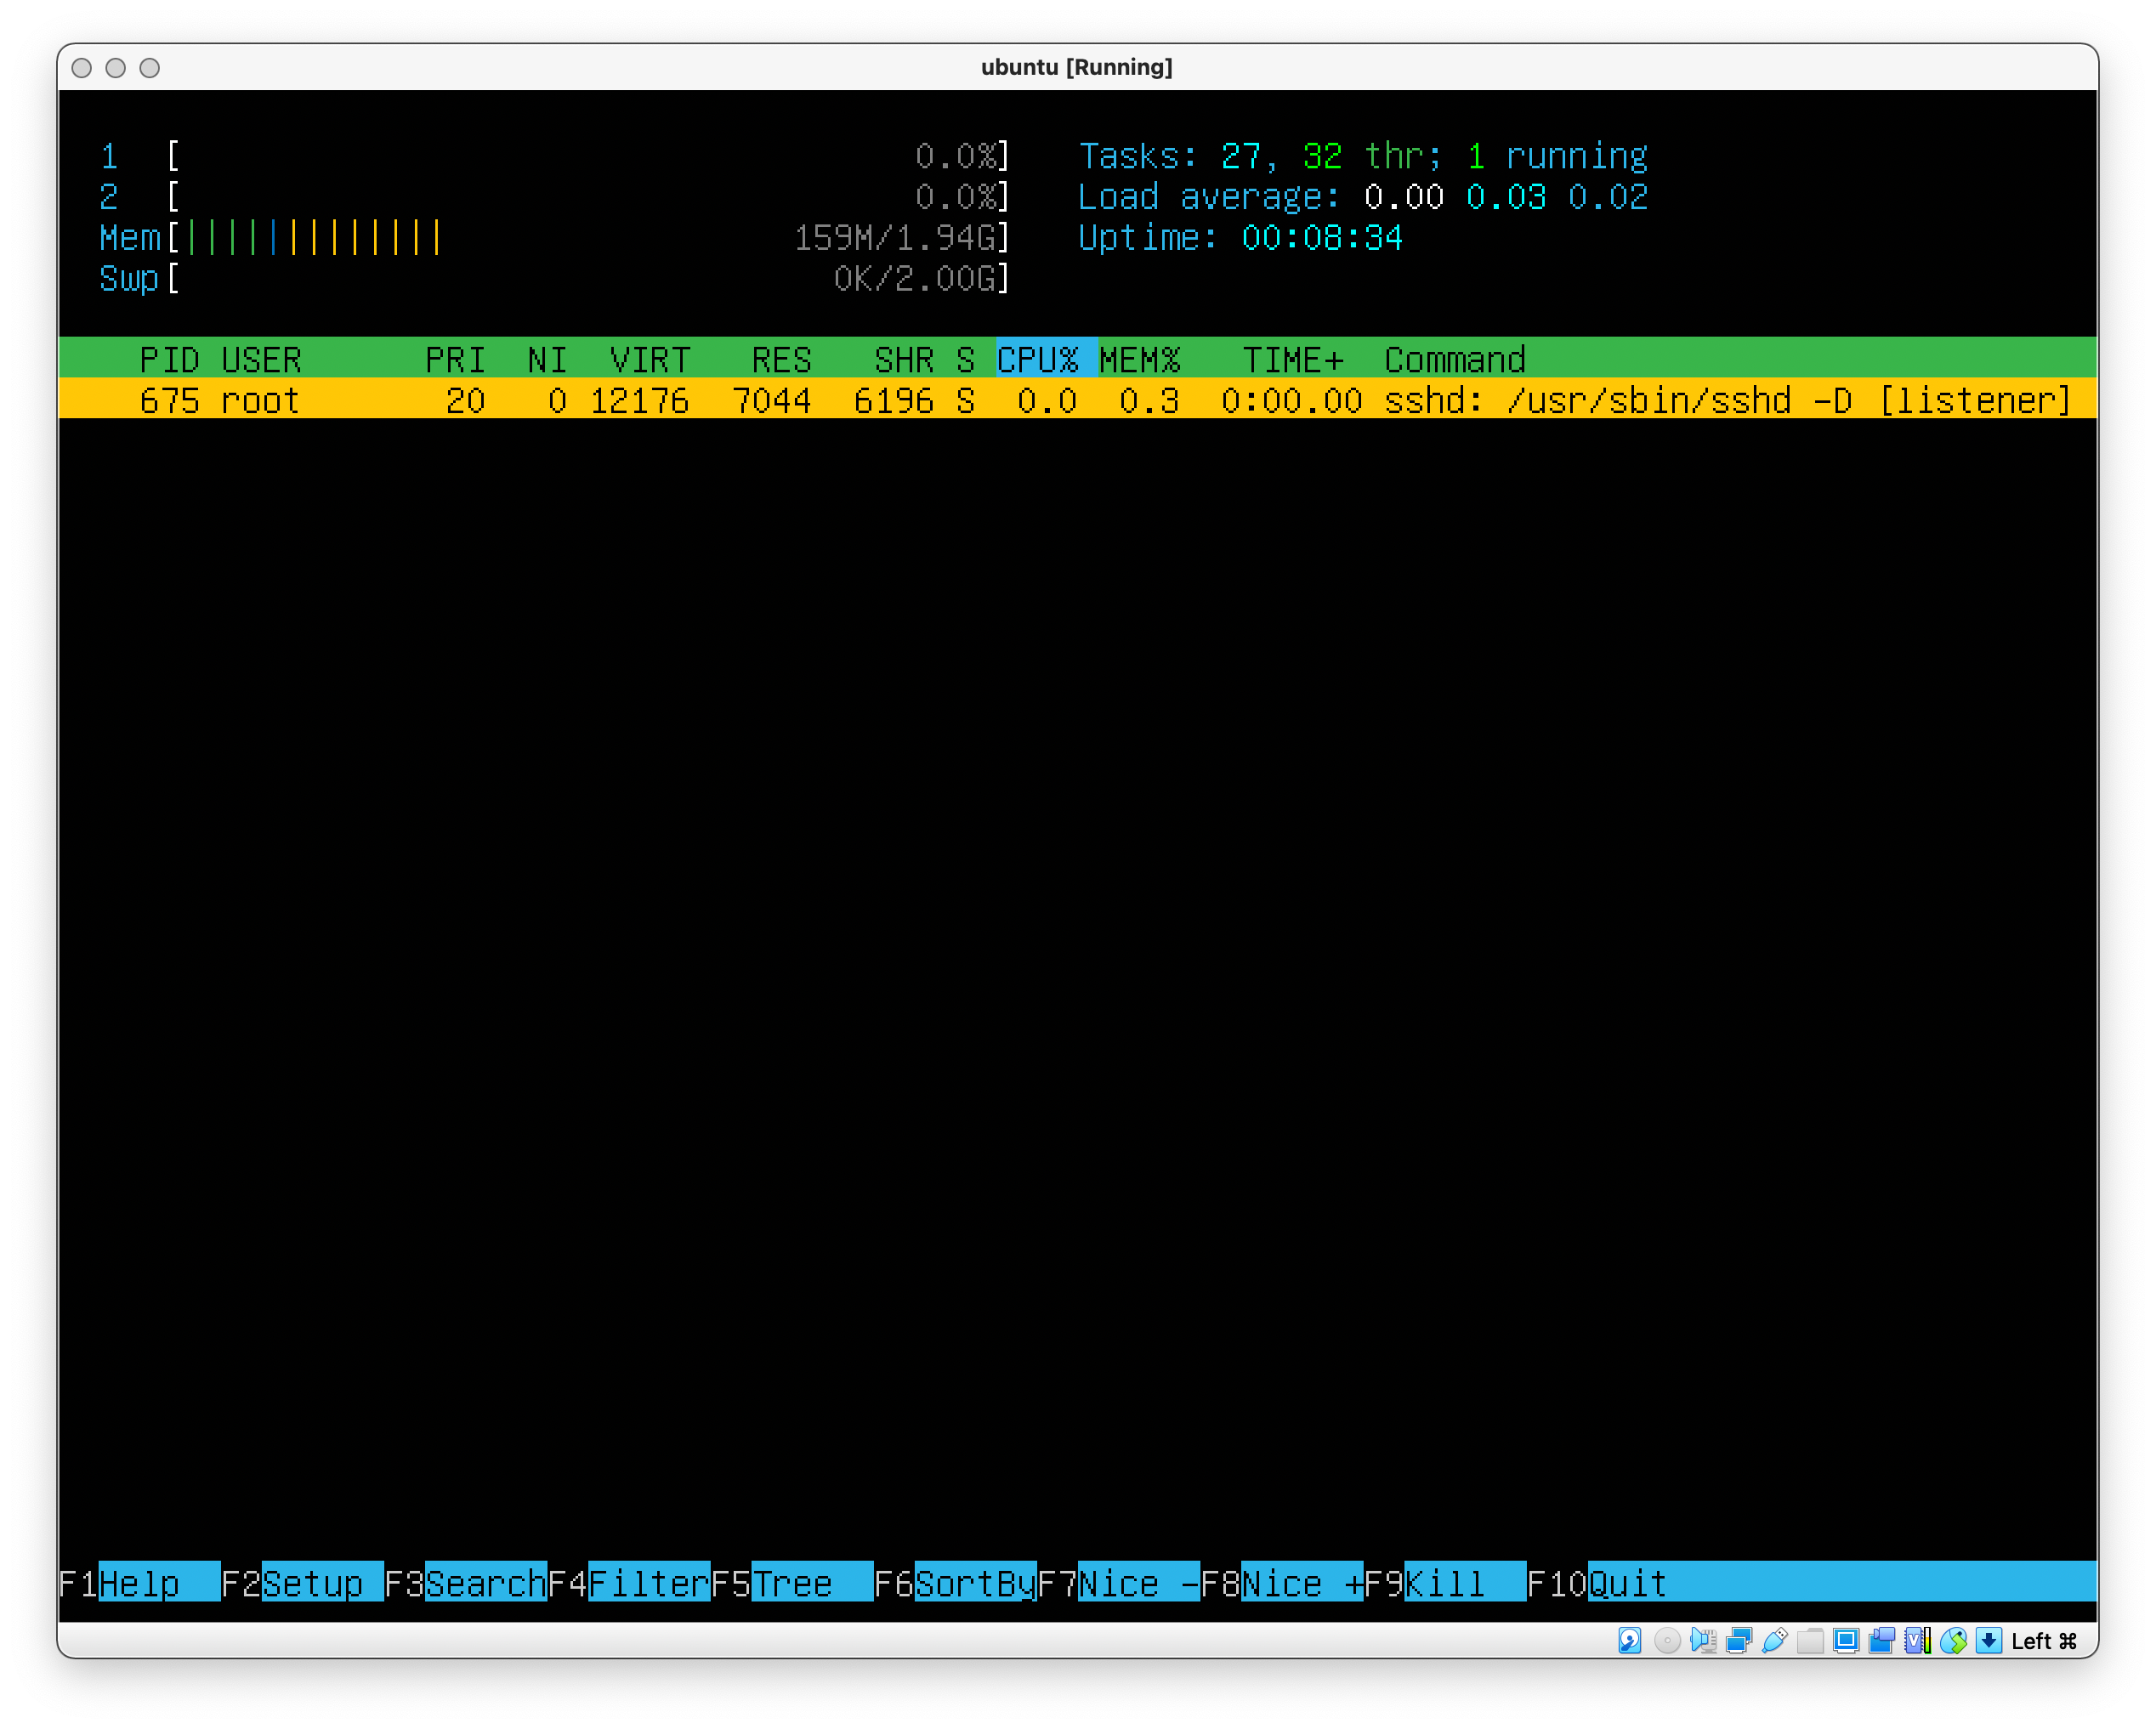 ubuntu [Running]
1 [ 0.0%] Tasks: 27, 32 thr; 1 running
2 [ 0.0%] Load average: 0.00 0.03 0.02
Mem[||||||||||||| 159M/1.94G] Uptime: 00:08:34
Swp[ 0K/2.00G]
PID USER PRI NI VIRT RES SHR S CPU% MEM% TIME+ Command
675 root 20 0 12176 7044 6196 S 0.0 0.3 0:00.00 sshd: /usr/sbin/sshd -D [listener]
F1Help F2Setup F3SearchF4FilterF5Tree F6SortByF7Nice -F8Nice +F9Kill F10Quit
Left ⌘